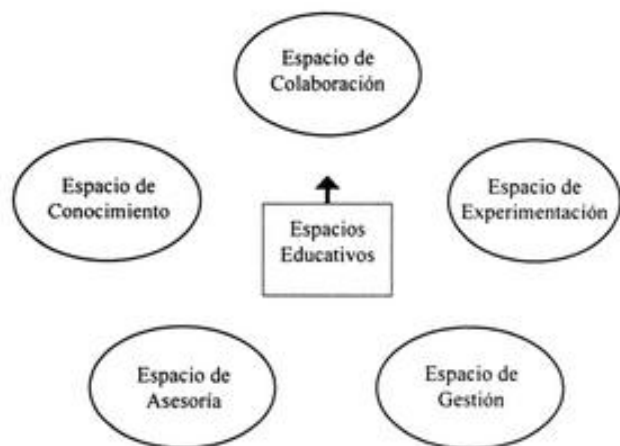 Espacio de
Colaboración
Espacio de
Conocimiento
Espacio de
Experimentación
Espacios
Educativos
Espacio de
Asesoría
Espacio de
Gestión